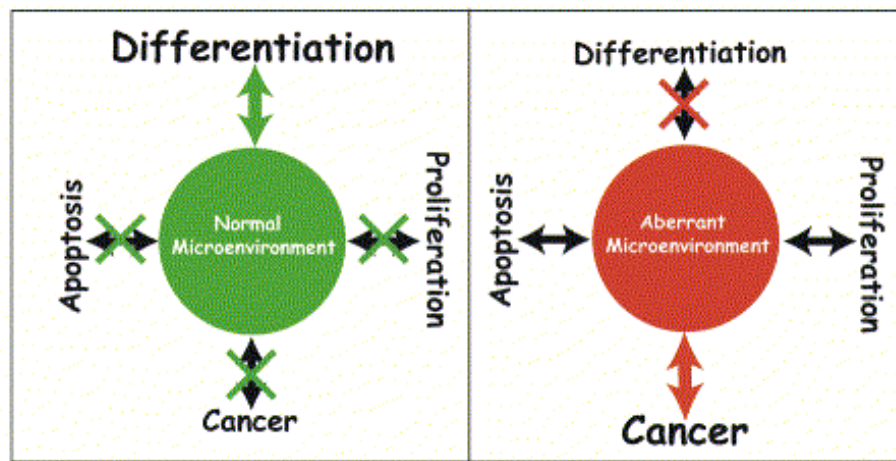 Differentiation
Apoptosis
Normal
Microenvironment
Proliferation
Cancer
Differentiation
Apoptosis
Aberrant
Microenvironment
Proliferation
Cancer